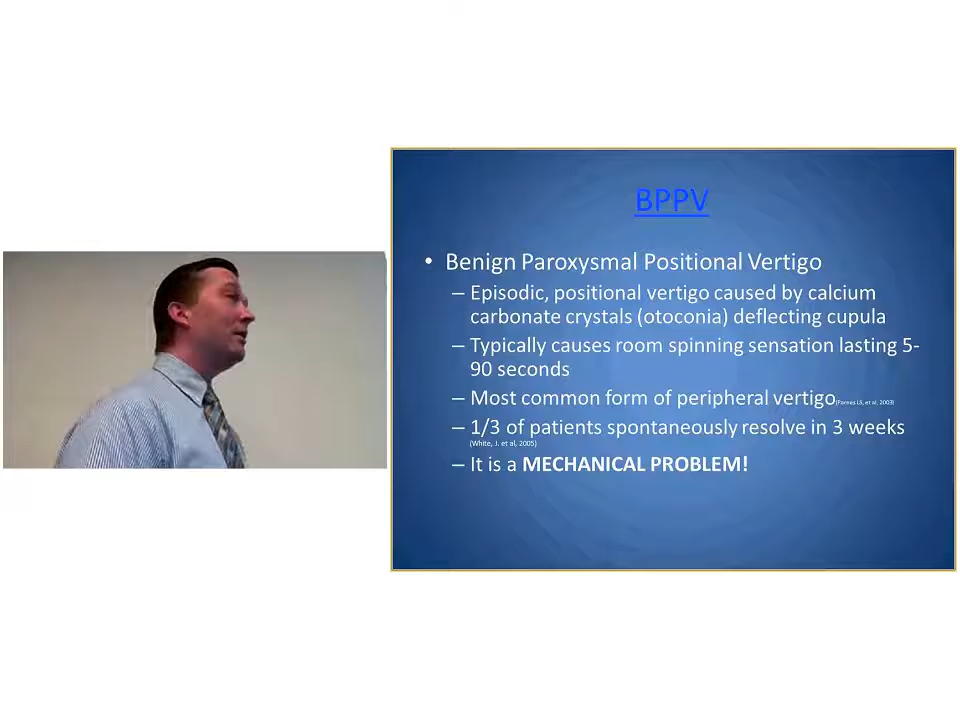 BPPV
• Benign Paroxysmal Positional Vertigo
– Episodic, positional vertigo caused by calcium
carbonate crystals (otoconia) deflecting cupula
– Typically causes room spinning sensation lasting 5-
90 seconds
– Most common form of peripheral vertigo(Parnes LS, et al, 2003)
– 1/3 of patients spontaneously resolve in 3 weeks
(White, J. et al, 2005)
– It is a MECHANICAL PROBLEM!